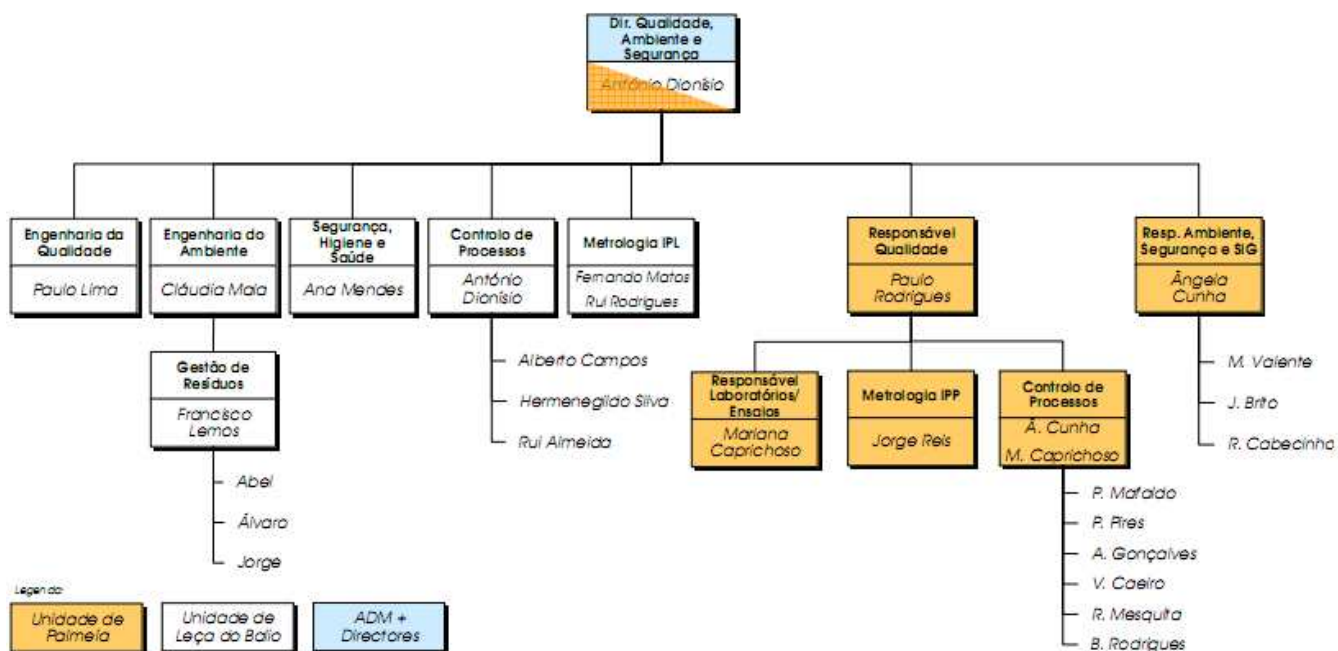 Dir. Qualidade,
Ambiente e
Segurança
António Dionísio
Engenharia da
Qualidade
Paulo Lima
Engenharia do
Ambiente
Cláudia Maia
Segurança,
Higiene e
Saúde
Ana Mendes
Controlo de
Processos
António
Dionísio
Metrologia IPL
Fernando Matos
Rui Rodrigues
Responsável
Qualidade
Paulo
Rodrigues
Resp. Ambiente,
Segurança e SIG
Ângela
Cunha
Gestão de
Resíduos
Francisco
Lemos
Abel
Álvaro
Jorge
Alberto Campos
Hermenegildo Silva
Rui Almeida
Responsável
Laboratórios/
Ensaios
Mariana
Caprichoso
Metrologia IPP
Jorge Reis
Controlo de
Processos
Â. Cunha
M. Caprichoso
P. Mafaldo
P. Pires
A. Gonçalves
V. Caeiro
R. Mesquita
B. Rodrigues
M. Valente
J. Brito
R. Cabecinha
Legenda:
Unidade de
Palmela
Unidade de
Leça do Balio
ADM +
Directores